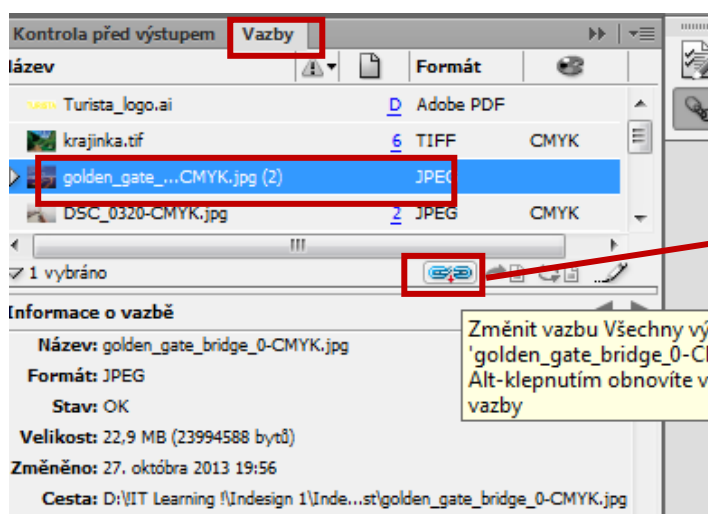 Kontrola před výstupem Vazby
lázev Formát
Turista_logo.ai D Adobe PDF
krajinka.tif 6 TIFF CMYK
golden_gate_...CMYK.jpg (2) JPEG
DSC_0320-CMYK.jpg 2 JPEG CMYK
1 vybráno
Informace o vazbě
Název: golden_gate_bridge_0-CMYK.jpg
Formát: JPEG
Stav: OK
Velikost: 22,9 MB (23994588 bytů)
Změněno: 27. októbra 2013 19:56
Cesta: D:\!IT Learning !\Indesign 1\Inde...st\golden_gate_bridge_0-CMYK.jpg
Změnit vazbu Všechny vý
'golden_gate_bridge_0-C
Alt-klepnutím obnovíte v
vazby